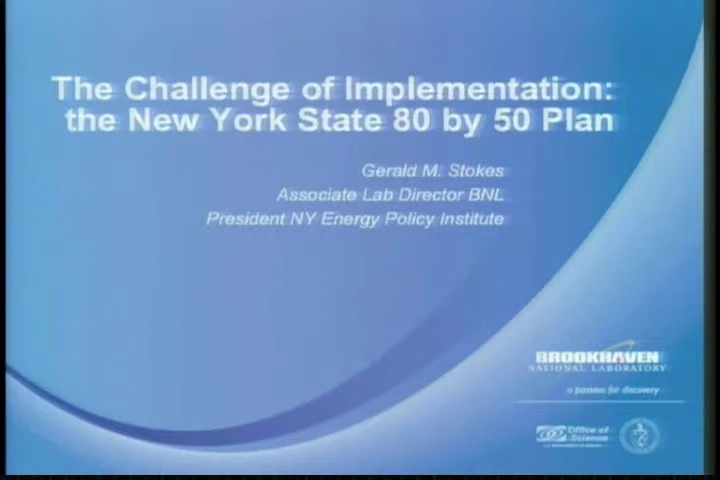 The Challenge of Implementation:
the New York State 80 by 50 Plan
Gerald M. Stokes
Associate Lab Director BNL
President NY Energy Policy Institute
BROOKHAVEN
NATIONAL LABORATORY
a passion for discovery
Office of
Science